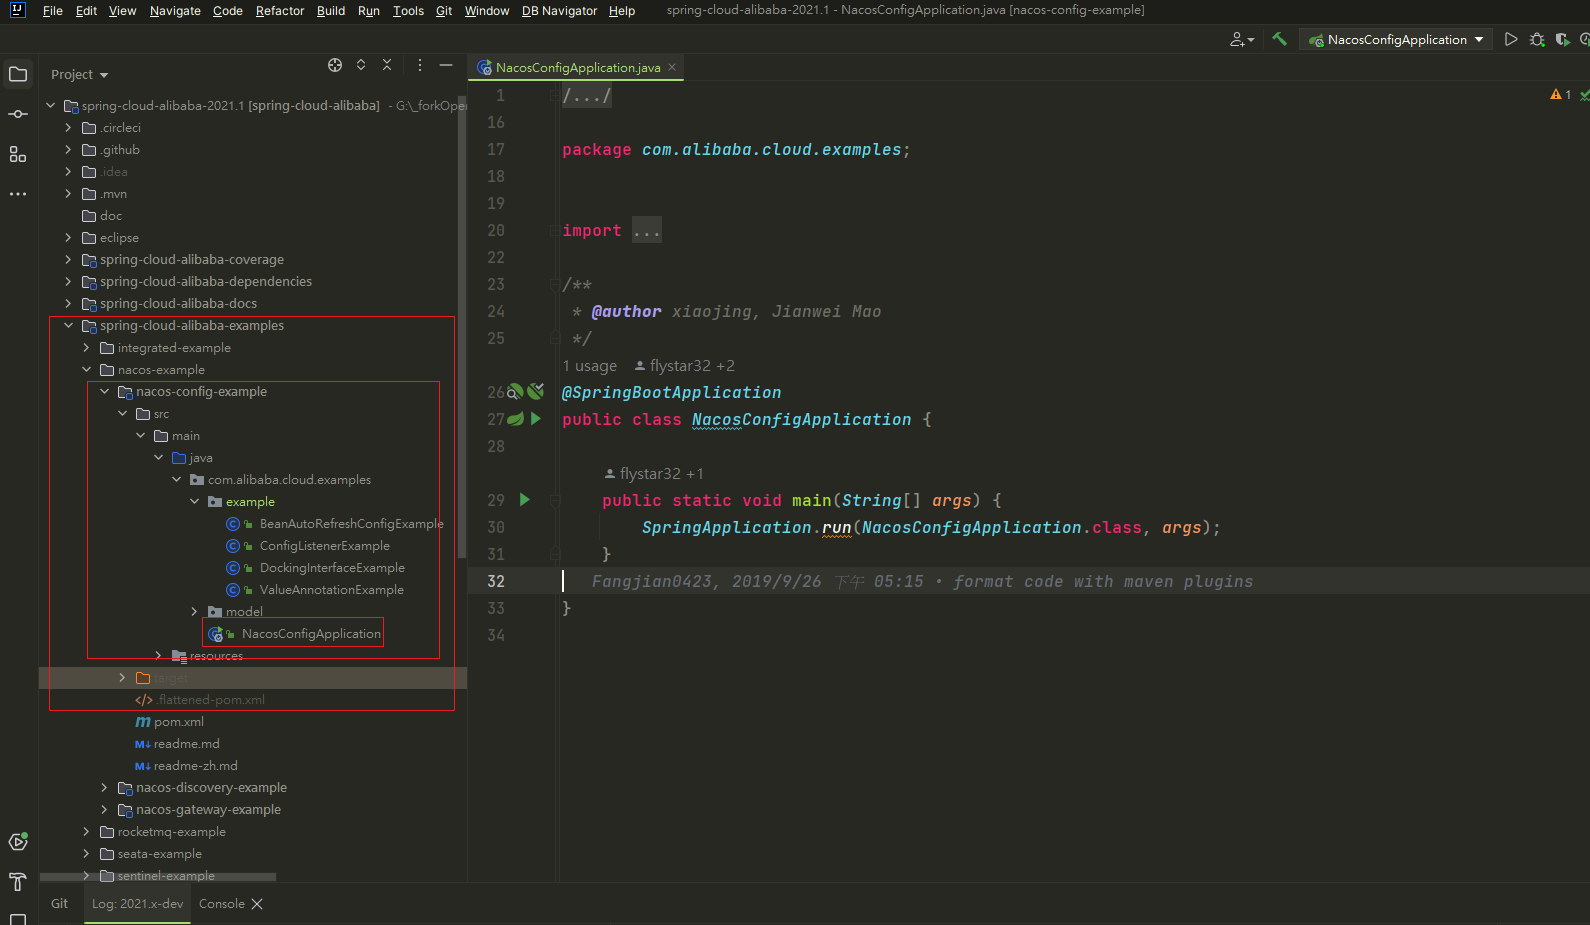 File Edit View Navigate Code Refactor Build Run Tools Git Window DB Navigator Help spring-cloud-alibaba-2021.1 - NacosConfigApplication.java [nacos-config-example]
NacosConfigApplication
Project
spring-cloud-alibaba-2021.1 [spring-cloud-alibaba] - G:\_forkOper
.circleci
.github
.idea
.mvn
doc
eclipse
spring-cloud-alibaba-coverage
spring-cloud-alibaba-dependencies
spring-cloud-alibaba-docs
spring-cloud-alibaba-examples
integrated-example
nacos-example
nacos-config-example
src
main
java
com.alibaba.cloud.examples
example
BeanAutoRefreshConfigExample
ConfigListenerExample
DockingInterfaceExample
ValueAnnotationExample
model
NacosConfigApplication
resources
target
.flattened-pom.xml
pom.xml
readme.md
readme-zh.md
nacos-discovery-example
nacos-gateway-example
rocketmq-example
seata-example
sentinel-example
NacosConfigApplication.java
1 /.../
1
16
17 package com.alibaba.cloud.examples;
18
19
20 import ...
22
23 /**
24 * @author xiaojing, Jianwei Mao
25 */
1 usage flystar32 +2
26 @SpringBootApplication
27 public class NacosConfigApplication {
28
flystar32 +1
29 public static void main(String[] args) {
30 SpringApplication.run(NacosConfigApplication.class, args);
31 }
32 Fangjian0423, 2019/9/26 下午 05:15 • format code with maven plugins
33 }
34
Git Log: 2021.x-dev Console